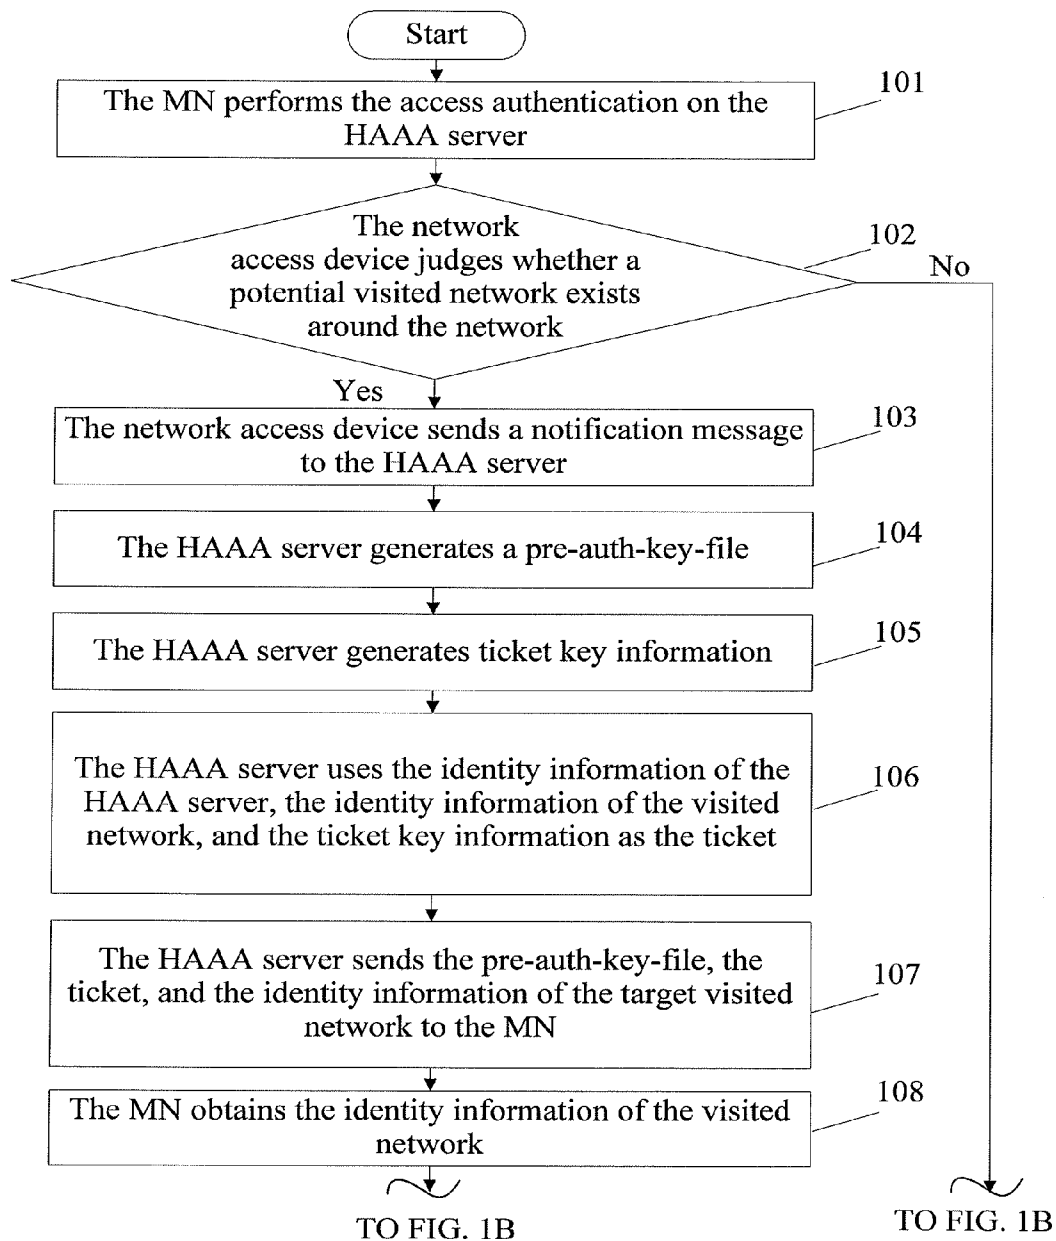 Start
The MN performs the access authentication on the
HAAA server
101
The network
access device judges whether a
potential visited network exists
around the network
102
No
Yes
The network access device sends a notification message
to the HAAA server
103
The HAAA server generates a pre-auth-key-file
104
The HAAA server generates ticket key information
105
The HAAA server uses the identity information of the
HAAA server, the identity information of the visited
network, and the ticket key information as the ticket
106
The HAAA server sends the pre-auth-key-file, the
ticket, and the identity information of the target visited
network to the MN
107
The MN obtains the identity information of the visited
network
108
TO FIG. 1B
TO FIG. 1B